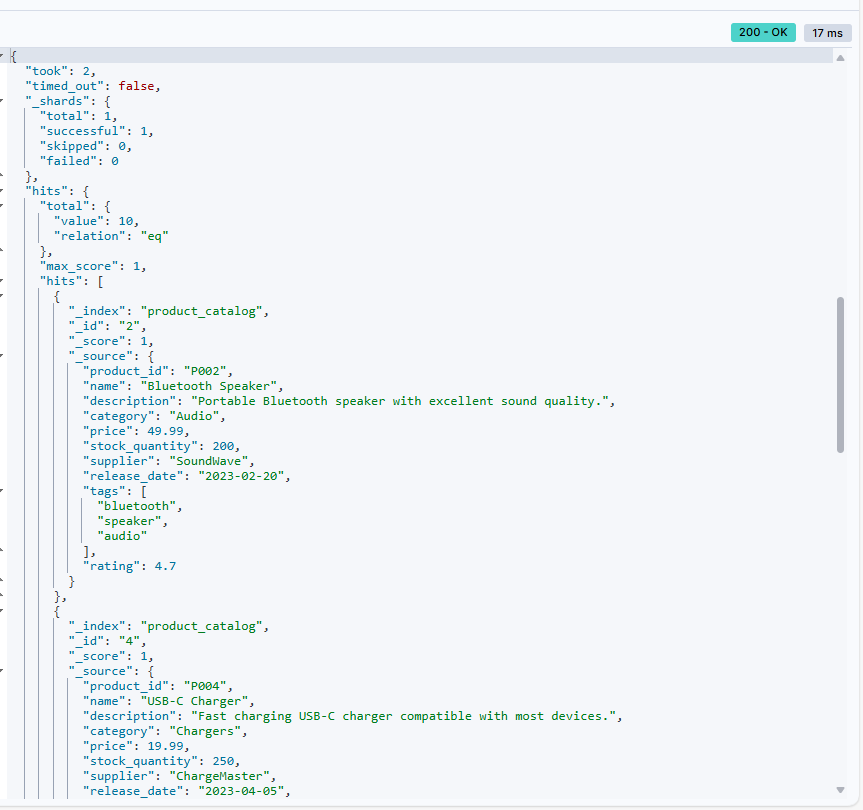 200 - OK 17 ms
{
"took": 2,
"timed_out": false,
"_shards": {
"total": 1,
"successful": 1,
"skipped": 0,
"failed": 0
},
"hits": {
"total": {
"value": 10,
"relation": "eq"
},
"max_score": 1,
"hits": [
{
"_index": "product_catalog",
"_id": "2",
"_score": 1,
"_source": {
"product_id": "P002",
"name": "Bluetooth Speaker",
"description": "Portable Bluetooth speaker with excellent sound quality.",
"category": "Audio",
"price": 49.99,
"stock_quantity": 200,
"supplier": "SoundWave",
"release_date": "2023-02-20",
"tags": [
"bluetooth",
"speaker",
"audio"
],
"rating": 4.7
}
},
{
"_index": "product_catalog",
"_id": "4",
"_score": 1,
"_source": {
"product_id": "P004",
"name": "USB-C Charger",
"description": "Fast charging USB-C charger compatible with most devices.",
"category": "Chargers",
"price": 19.99,
"stock_quantity": 250,
"supplier": "ChargeMaster",
"release_date": "2023-04-05",